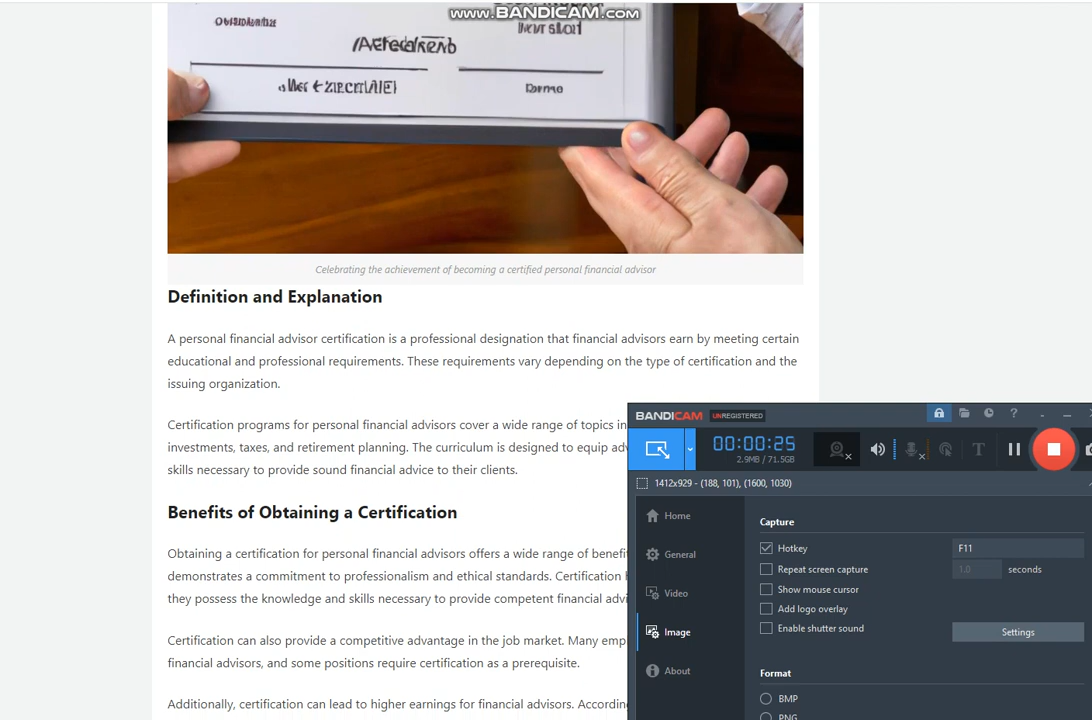 www.BANDICAM.com
Celebrating the achievement of becoming a certified personal financial advisor
Definition and Explanation
A personal financial advisor certification is a professional designation that financial advisors earn by meeting certain
educational and professional requirements. These requirements vary depending on the type of certification and the
issuing organization.
Certification programs for personal financial advisors cover a wide range of topics in
investments, taxes, and retirement planning. The curriculum is designed to equip
skills necessary to provide sound financial advice to their clients.
Benefits of Obtaining a Certification
Obtaining a certification for personal financial advisors offers a wide range of
demonstrates a commitment to professionalism and ethical standards. Certification
they possess the knowledge and skills necessary to provide competent financial
Certification can also provide a competitive advantage in the job market. Many
financial advisors, and some positions require certification as a prerequisite.
Additionally, certification can lead to higher earnings for financial advisors.
BANDICAM UNREGISTERED
00:00:25
2.9MB / 71.5GB
1412x929 - (188, 101), (1600, 1030)
Home
General
Video
Image
About
Capture
Hotkey F11
Repeat screen capture 1.0 seconds
Show mouse cursor
Add logo overlay
Enable shutter sound
Settings
Format
BMP
PNG